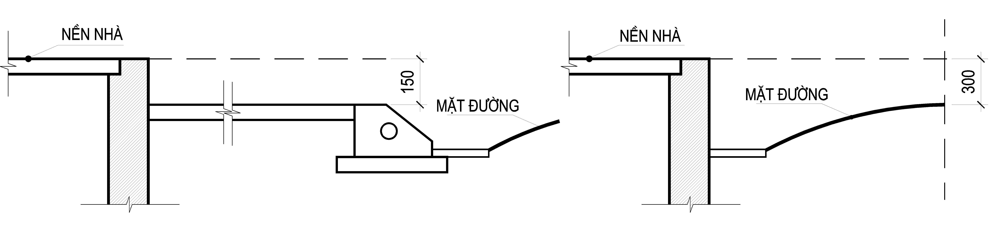 NỀN NHÀ
150
MẶT ĐƯỜNG
NỀN NHÀ
MẶT ĐƯỜNG
300